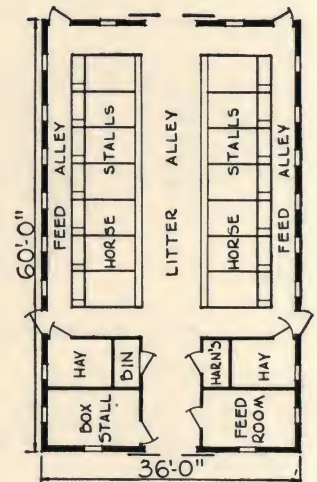 FEED ALLEY
HORSE STALLS
LITTER ALLEY
HORSE STALLS
FEED ALLEY
60'-0"
HAY
BIN
HARN'S
HAY
BOX
STALL
FEED
ROOM
36'-0"